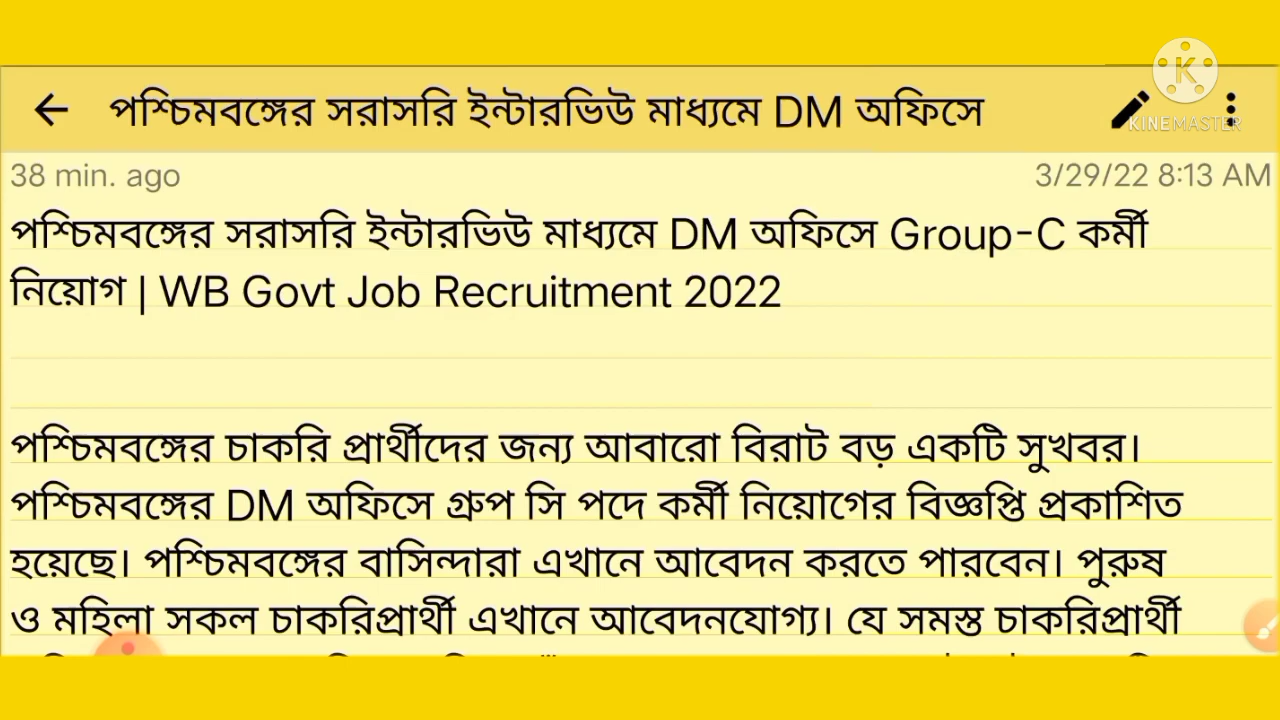 পশ্চিমবঙ্গের সরাসরি ইন্টারভিউ মাধ্যমে DM অফিসে
KINEMASTER
38 min. ago 3/29/22 8:13 AM
পশ্চিমবঙ্গের সরাসরি ইন্টারভিউ মাধ্যমে DM অফিসে Group-C কর্মী
নিয়োগ | WB Govt Job Recruitment 2022
পশ্চিমবঙ্গের চাকরি প্রার্থীদের জন্য আবারো বিরাট বড় একটি সুখবর।
পশ্চিমবঙ্গের DM অফিসে গ্রুপ সি পদে কর্মী নিয়োগের বিজ্ঞপ্তি প্রকাশিত
হয়েছে। পশ্চিমবঙ্গের বাসিন্দারা এখানে আবেদন করতে পারবেন। পুরুষ
ও মহিলা সকল চাকরিপ্রার্থী এখানে আবেদনযোগ্য। যে সমস্ত চাকরিপ্রার্থী